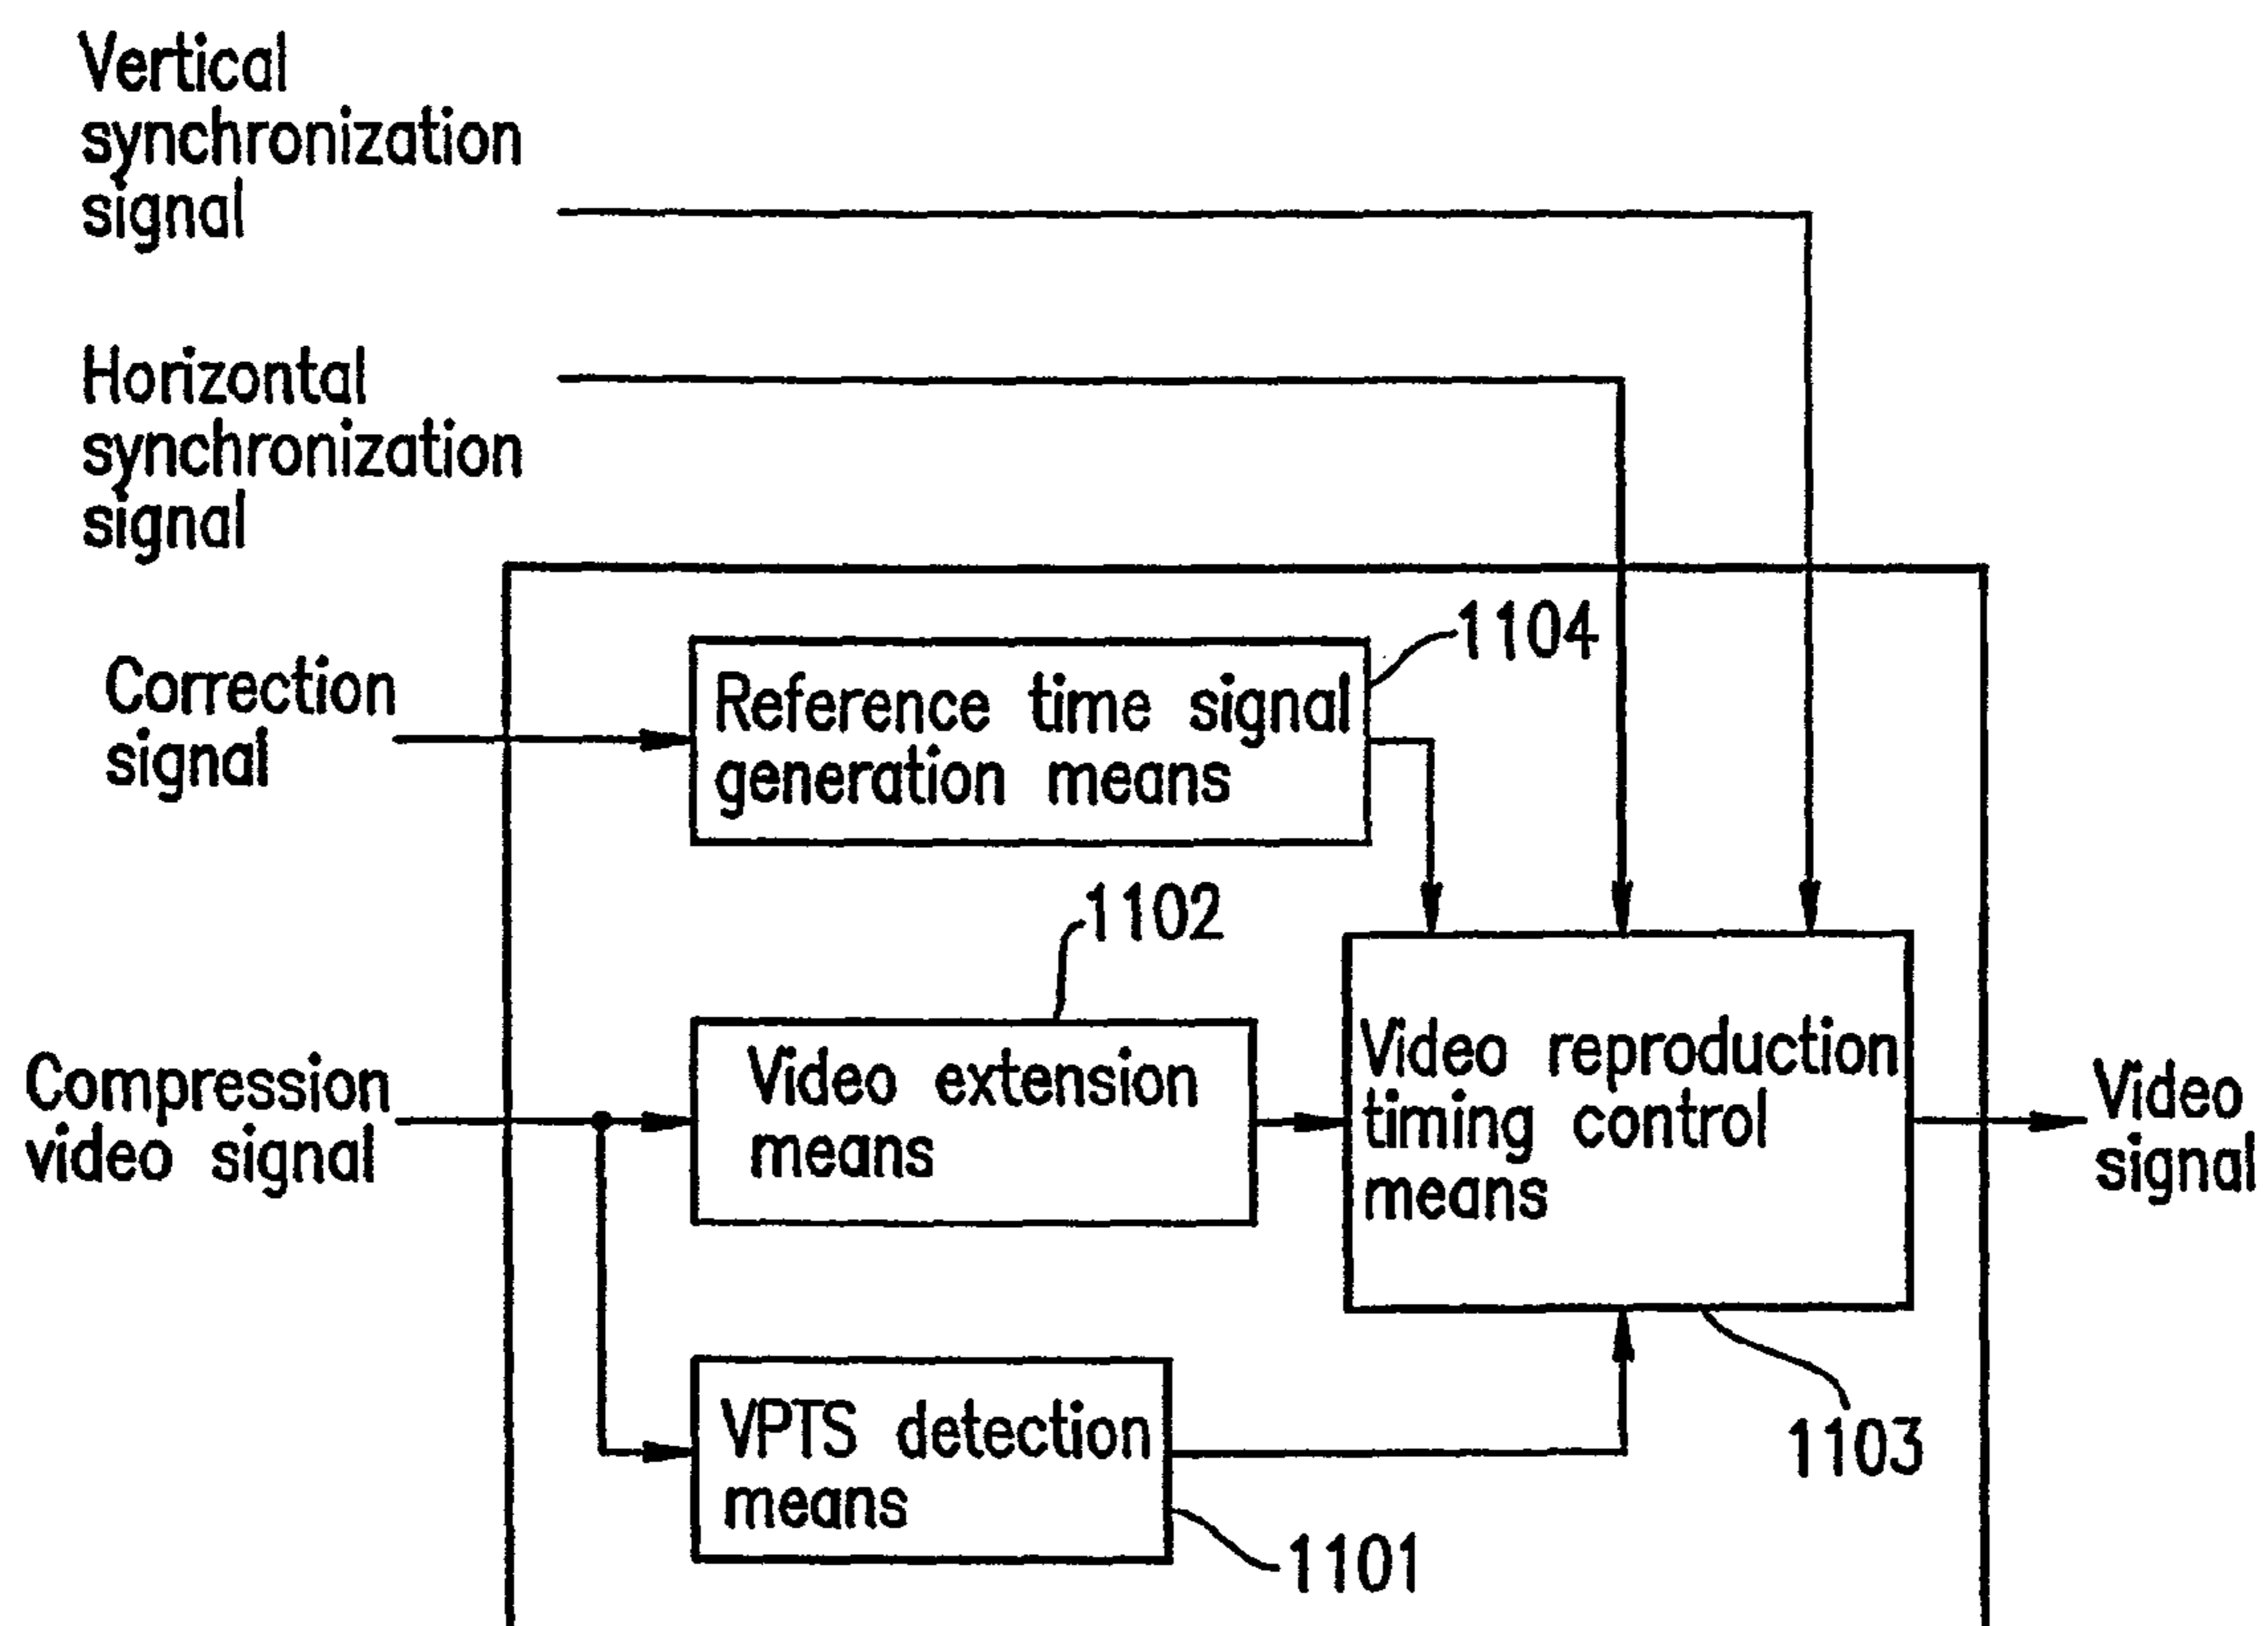 Vertical
synchronization
signal
Horizontal
synchronization
signal
Correction
signal
1104
Reference time signal
generation means
1102
Compression
video signal
Video extension
means
Video reproduction
timing control
means
Video
signal
VPTS detection
means
1103
1101